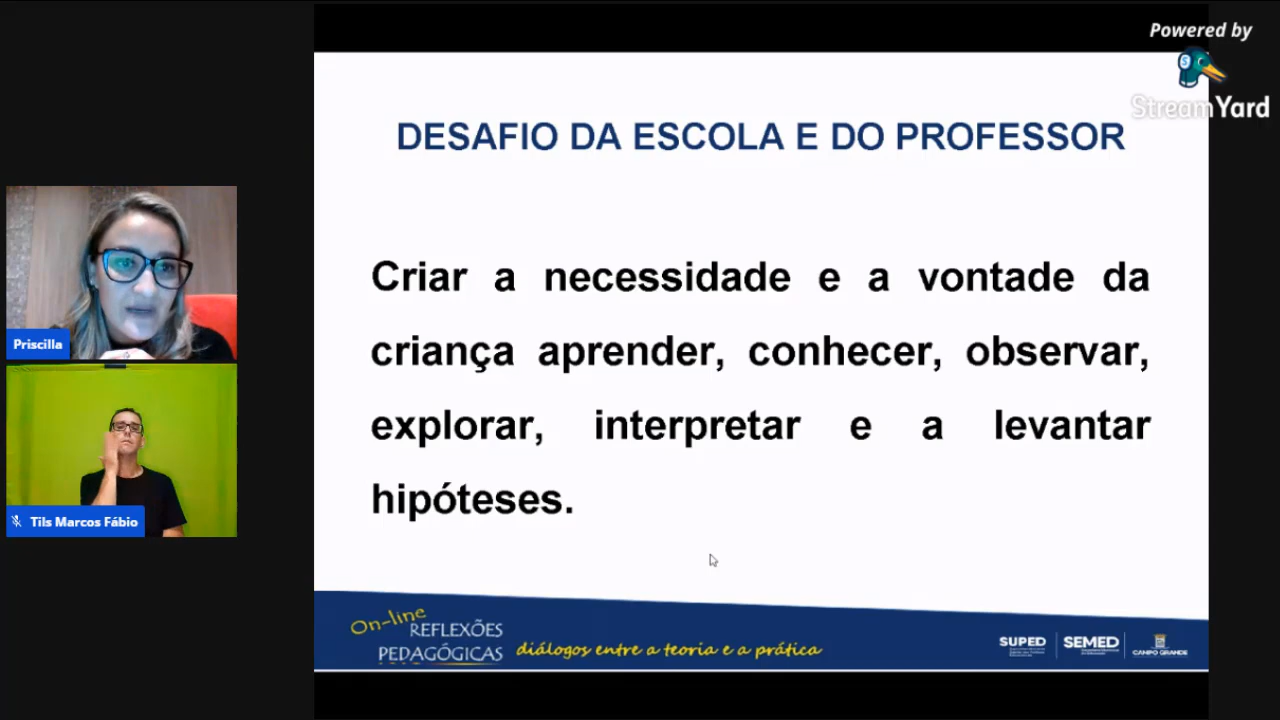 Powered by
StreamYard
DESAFIO DA ESCOLA E DO PROFESSOR
Criar a necessidade e a vontade da
criança aprender, conhecer, observar,
explorar, interpretar e a levantar
hipóteses.
Priscilla
Tils Marcos Fábio
On-line
REFLEXÕES
PEDAGÓGICAS
diálogos entre a teoria e a prática
SUPED
SEMED
CAMPO GRANDE